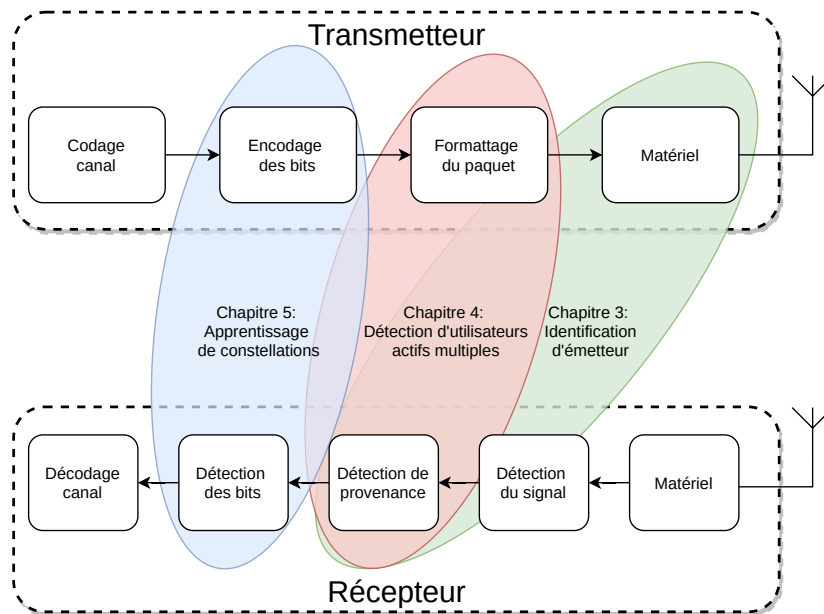 Transmetteur
Codage
canal
Encodage
des bits
Formattage
du paquet
Matériel
Chapitre 5:
Apprentissage
de constellations
Chapitre 4:
Détection d'utilisateurs
actifs multiples
Chapitre 3:
Identification
d'émetteur
Décodage
canal
Détection
des bits
Détection de
provenance
Détection
du signal
Matériel
Récepteur